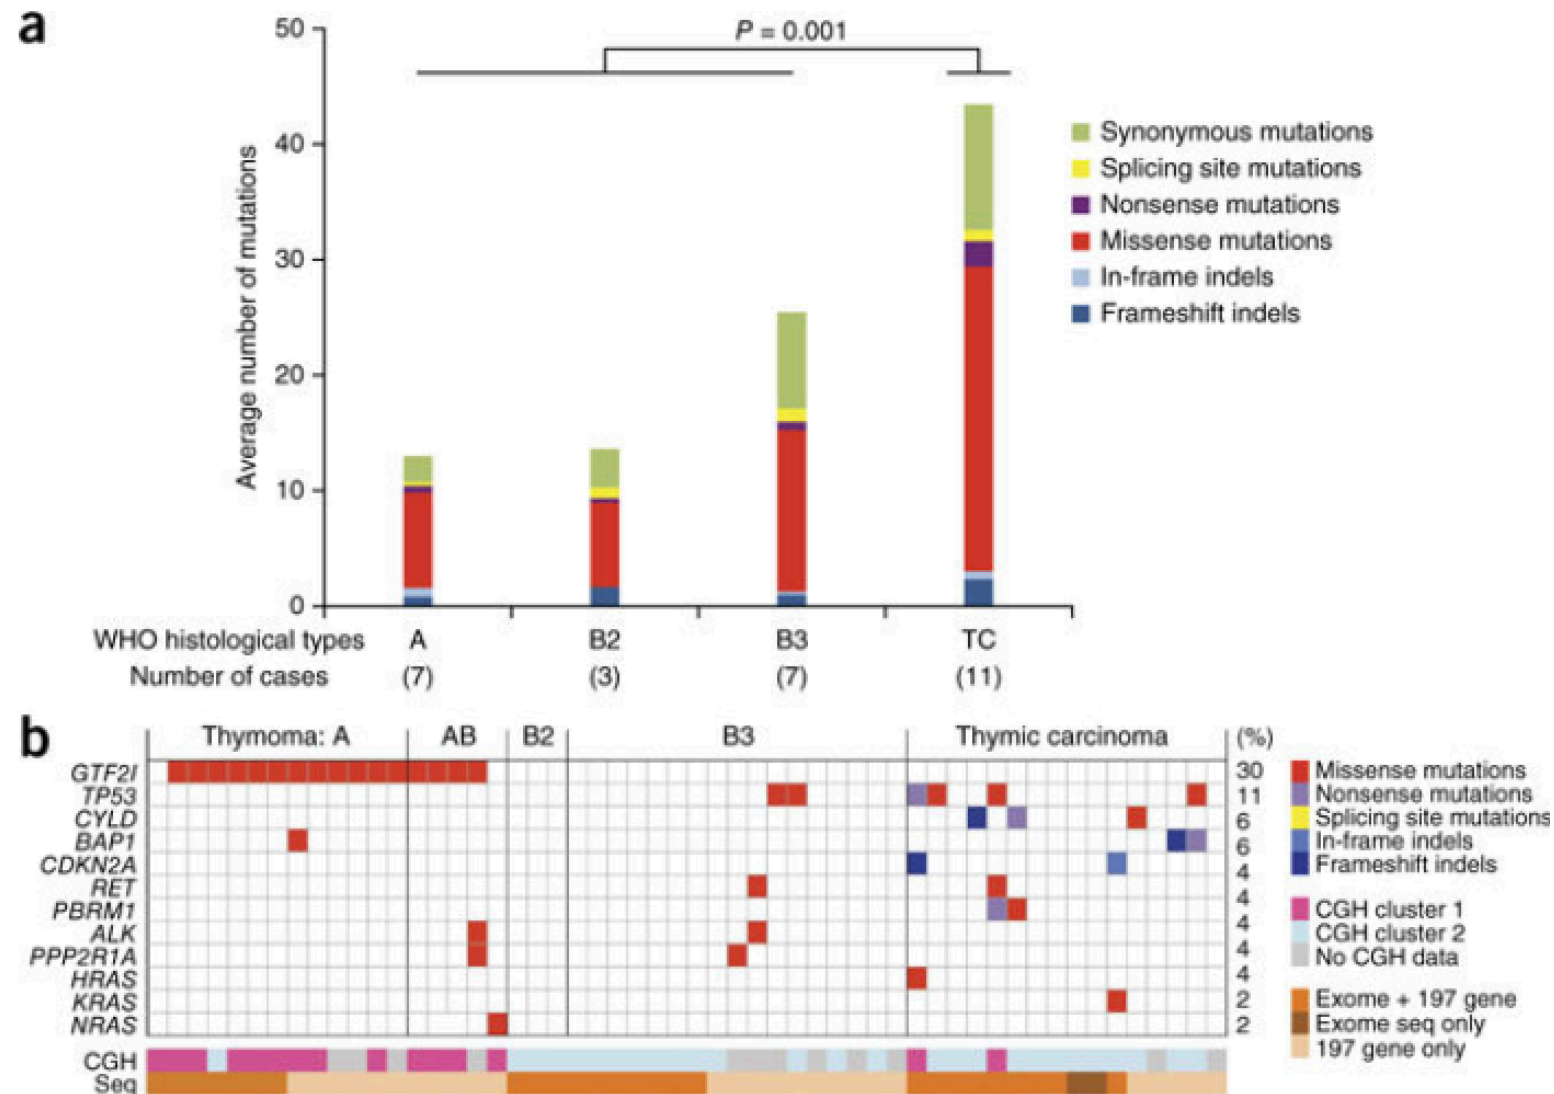 a
P = 0.001
50
40
30
20
10
0
Average number of mutations
Synonymous mutations
Splicing site mutations
Nonsense mutations
Missense mutations
In-frame indels
Frameshift indels
WHO histological types A B2 B3 TC
Number of cases (7) (3) (7) (11)
b
Thymoma: A AB B2 B3 Thymic carcinoma (%)
GTF2I 30
TP53 11
CYLD 6
BAP1 6
CDKN2A 4
RET 4
PBRM1 4
ALK 4
PPP2R1A 4
HRAS 2
KRAS 2
NRAS
CGH
Seq
Missense mutations
Nonsense mutations
Splicing site mutations
In-frame indels
Frameshift indels
CGH cluster 1
CGH cluster 2
No CGH data
Exome + 197 gene
Exome seq only
197 gene only